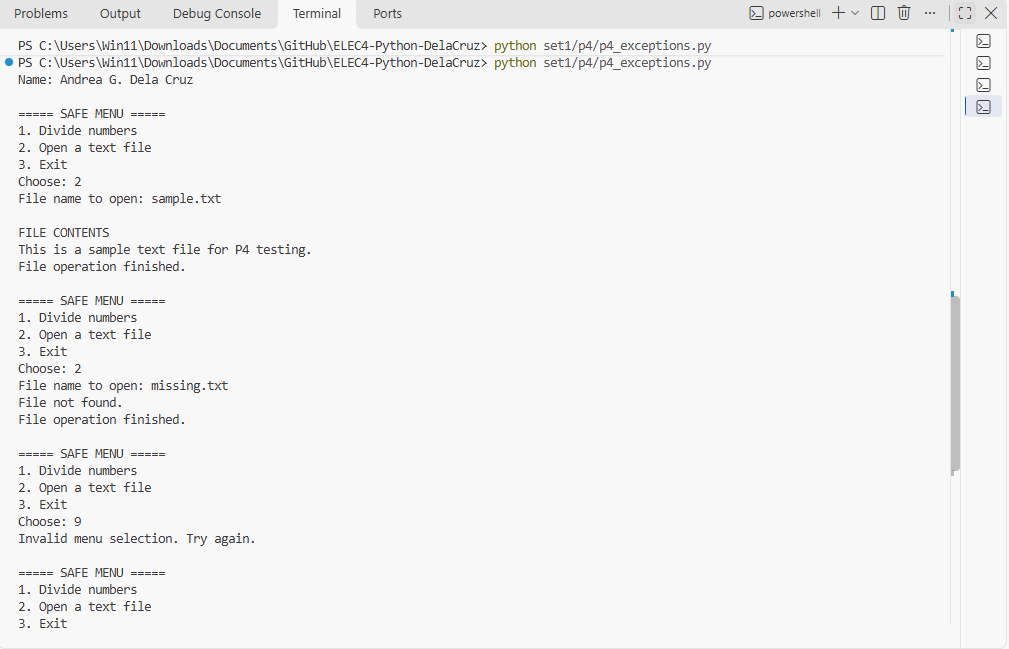 Problems Output Debug Console Terminal Ports powershell
PS C:\Users\Win11\Downloads\Documents\GitHub\ELEC4-Python-DelaCruz> python set1/p4/p4_exceptions.py
PS C:\Users\Win11\Downloads\Documents\GitHub\ELEC4-Python-DelaCruz> python set1/p4/p4_exceptions.py
Name: Andrea G. Dela Cruz
===== SAFE MENU =====
1. Divide numbers
2. Open a text file
3. Exit
Choose: 2
File name to open: sample.txt
FILE CONTENTS
This is a sample text file for P4 testing.
File operation finished.
===== SAFE MENU =====
1. Divide numbers
2. Open a text file
3. Exit
Choose: 2
File name to open: missing.txt
File not found.
File operation finished.
===== SAFE MENU =====
1. Divide numbers
2. Open a text file
3. Exit
Choose: 9
Invalid menu selection. Try again.
===== SAFE MENU =====
1. Divide numbers
2. Open a text file
3. Exit